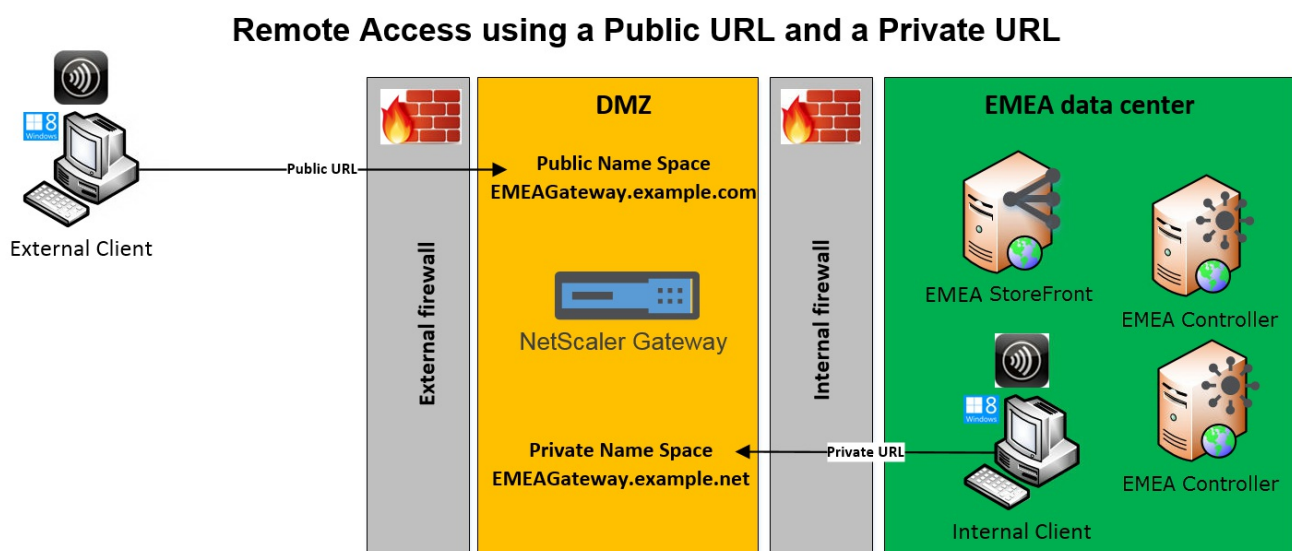 Remote Access using a Public URL and a Private URL
8
Windows
External Client
Public URL
External firewall
DMZ
Public Name Space
EMEAGateway.example.com
NetScaler Gateway
Private Name Space
EMEAGateway.example.net
Internal firewall
Private URL
EMEA data center
EMEA StoreFront
EMEA Controller
8
Windows
Internal Client
EMEA Controller